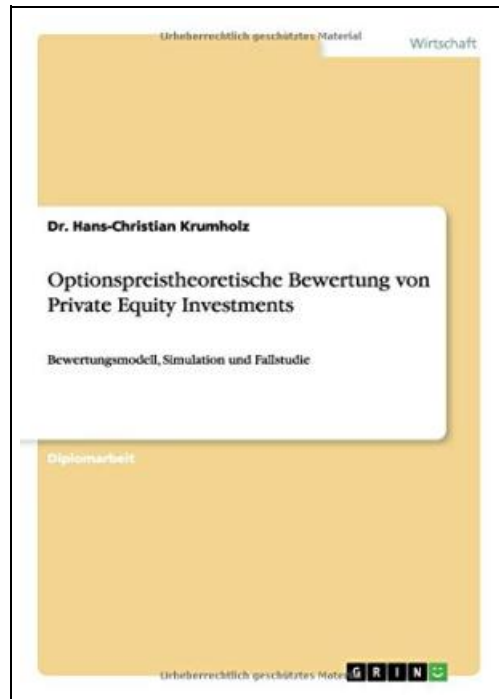 Urheberrechtlich geschütztes Material
Wirtschaft
Dr. Hans-Christian Krumholz
Optionspreistheoretische Bewertung von
Private Equity Investments
Bewertungsmodell, Simulation und Fallstudie
Diplomarbeit
Urheberrechtlich geschütztes
GRIN